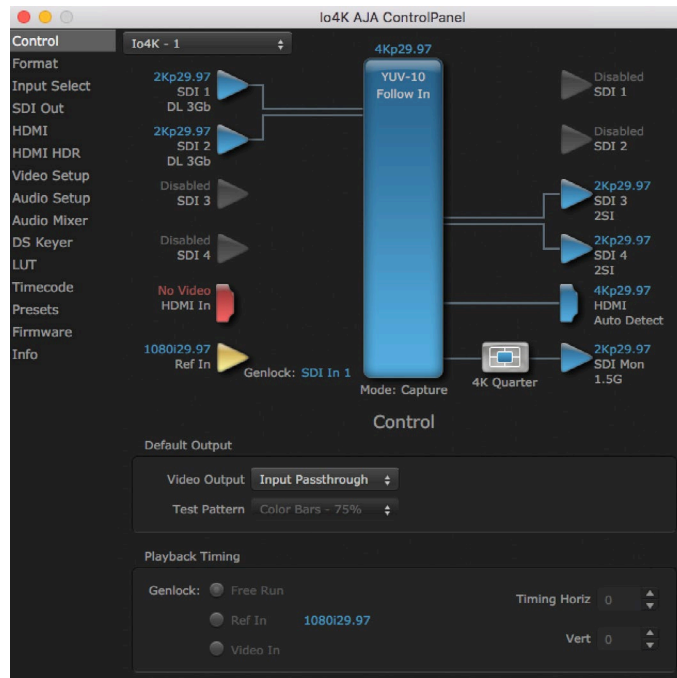 Io4K AJA ControlPanel
Control
Format
Input Select
SDI Out
HDMI
HDMI HDR
Video Setup
Audio Setup
Audio Mixer
DS Keyer
LUT
Timecode
Presets
Firmware
Info
Io4K - 1
2Kp29.97
SDI 1
DL 3Gb
2Kp29.97
SDI 2
DL 3Gb
Disabled
SDI 3
Disabled
SDI 4
No Video
HDMI In
1080i29.97
Ref In
Genlock: SDI In 1
4Kp29.97
YUV-10
Follow In
Mode: Capture
Disabled
SDI 1
Disabled
SDI 2
2Kp29.97
SDI 3
2SI
2Kp29.97
SDI 4
2SI
4Kp29.97
HDMI
Auto Detect
4K Quarter
2Kp29.97
SDI Mon
1.5G
Control
Default Output
Video Output Input Passthrough
Test Pattern Color Bars - 75%
Playback Timing
Genlock: Free Run
Ref In 1080i29.97
Video In
Timing Horiz 0
Vert 0